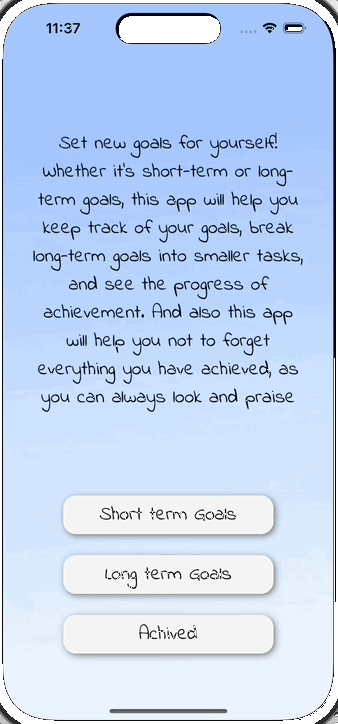 11:37
Set new goals for yourself!
Whether it's short-term or long-
term goals, this app will help you
keep track of your goals, break
long-term goals into smaller tasks,
and see the progress of
achievement. And also this app
will help you not to forget
everything you have achieved, as
you can always look and praise
Short term Goals
Long term Goals
Achived